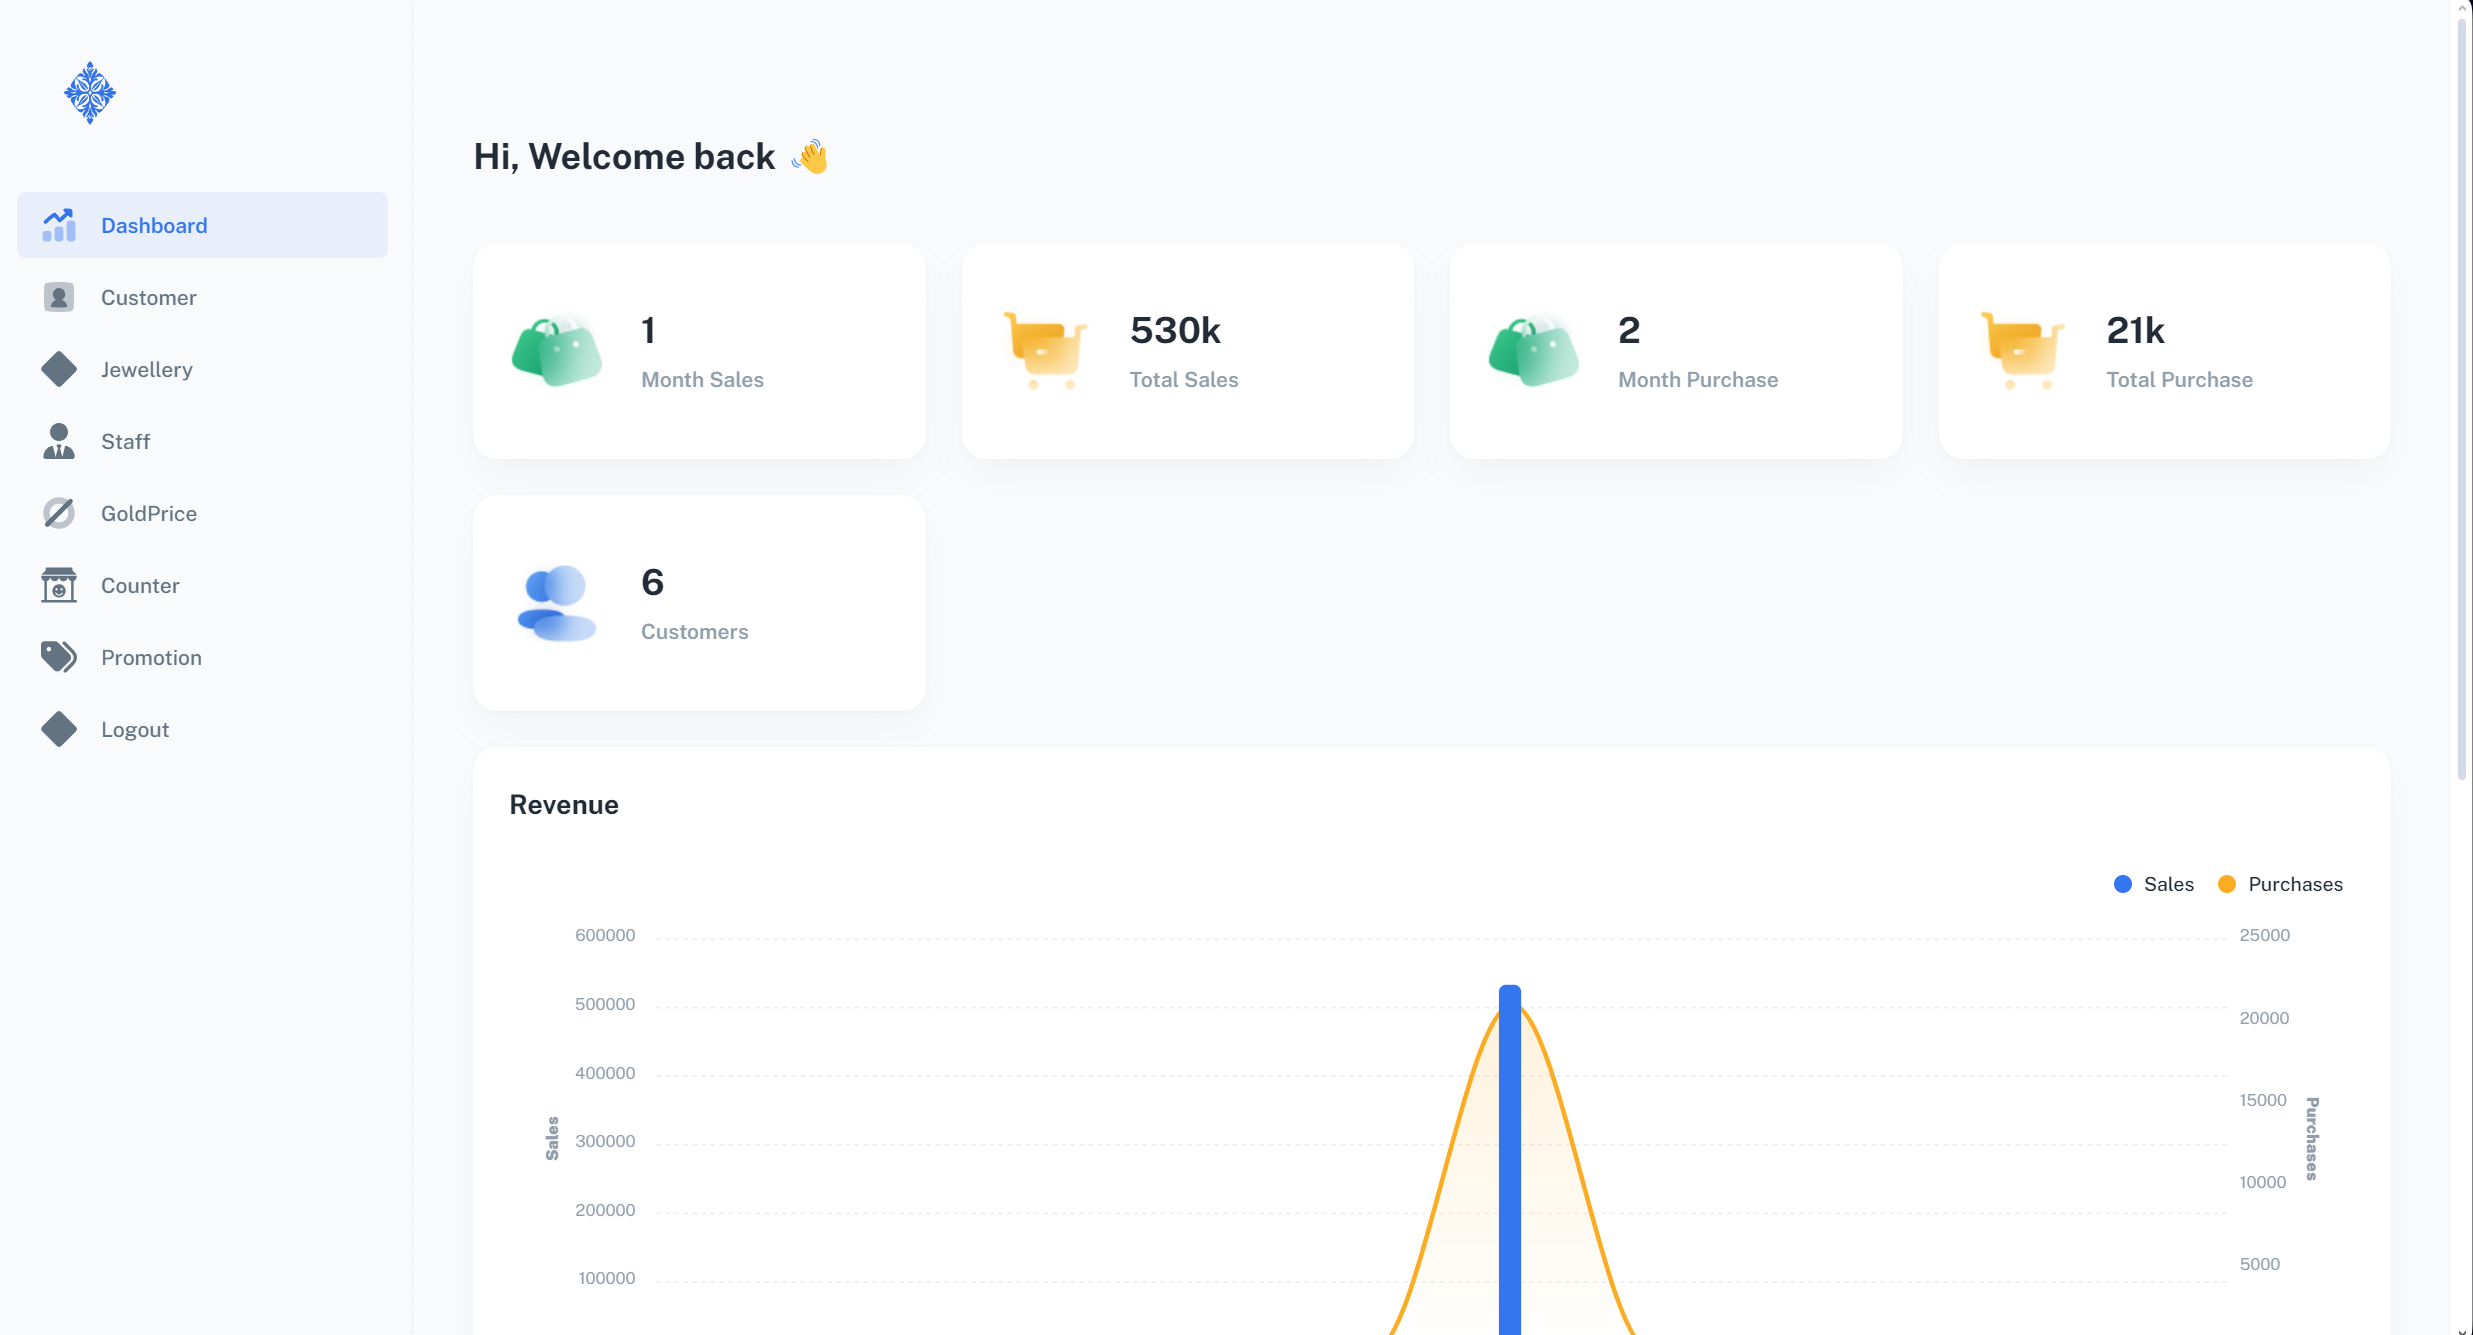 Dashboard
Customer
Jewellery
Staff
GoldPrice
Counter
Promotion
Logout
Hi, Welcome back 👋
1
Month Sales
530k
Total Sales
2
Month Purchase
21k
Total Purchase
6
Customers
Revenue
Sales
Purchases
600000
500000
400000
300000
200000
100000
Sales
25000
20000
15000
10000
5000
Purchases